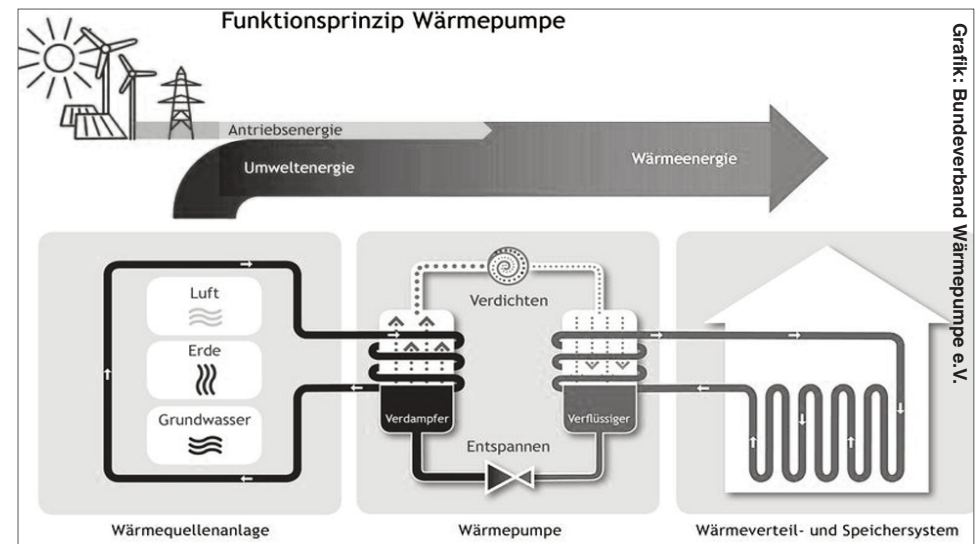 Funktionsprinzip Wärmepumpe
Antriebsenergie
Umweltenergie
Wärmeenergie
Luft
Erde
Grundwasser
Verdichten
Verdampfer
Verflüssiger
Entspannen
Wärmequellenanlage
Wärmepumpe
Wärmeverteil- und Speichersystem
Grafik: Bundeverband Wärmepumpe e.V.